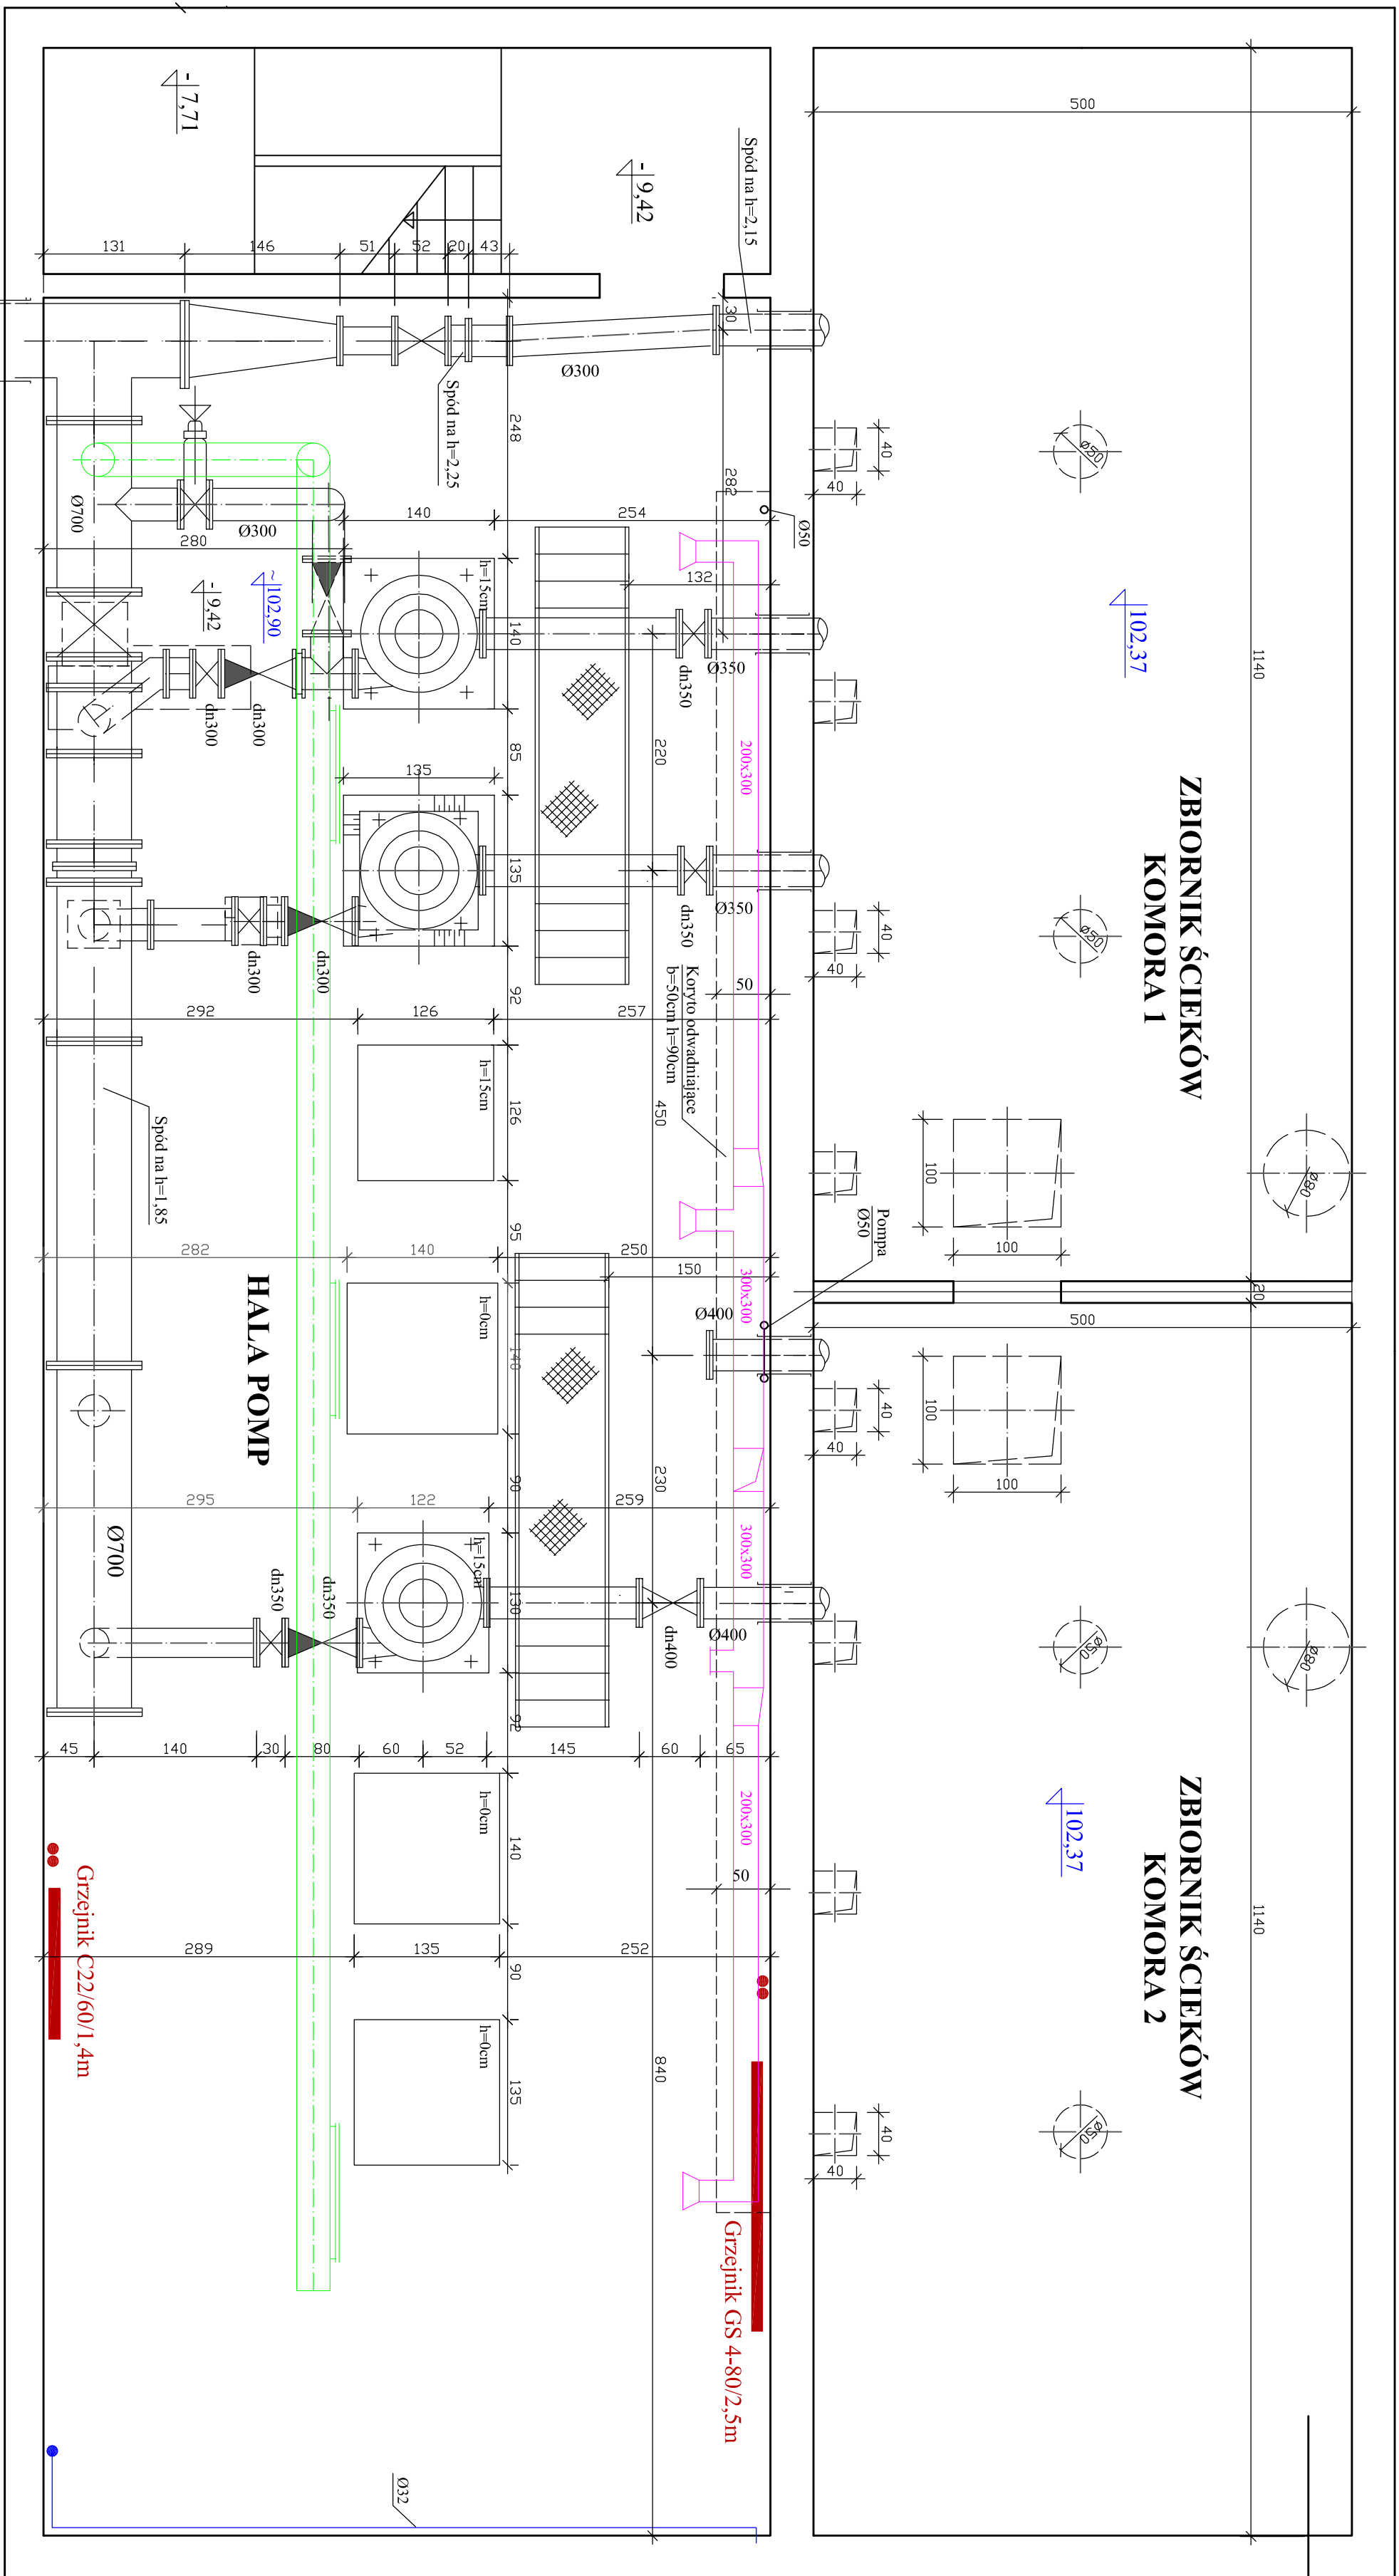 ZBIORNIK ŚCIEKÓW
KOMORA 1
ZBIORNIK ŚCIEKÓW
KOMORA 2
HALA POMP
500
1140
1140
20
500
102,37
102,37
ø50
ø50
ø50
ø50
ø80
ø80
100
100
100
100
40
40
40
40
40
40
40
40
- 7,71
- 9,42
Spód na h=2,15
131
146
51
52
20
43
30
Ø300
Spód na h=2,25
248
282
Ø50
Ø700
Ø300
280
140
254
132
h=15cm
140
~
102,90
- 9,42
Ø350
dn350
dn300
dn300
85
220
200x300
135
135
Ø350
dn350
dn300
dn300
92
50
Koryto odwadniające
b=50cm h=90cm
292
126
257
h=15cm
126
450
Spód na h=1,85
95
Pompa
Ø50
282
140
250
150
h=0cm
140
300x300
Ø400
90
230
295
122
259
h=15cm
130
300x300
Ø700
dn350
dn350
dn400
Ø400
92
45
140
30
80
60
52
145
60
65
h=0cm
140
200x300
50
Grzejnik C22/60/1,4m
289
135
252
90
h=0cm
135
840
Grzejnik GS 4-80/2,5m
Ø32